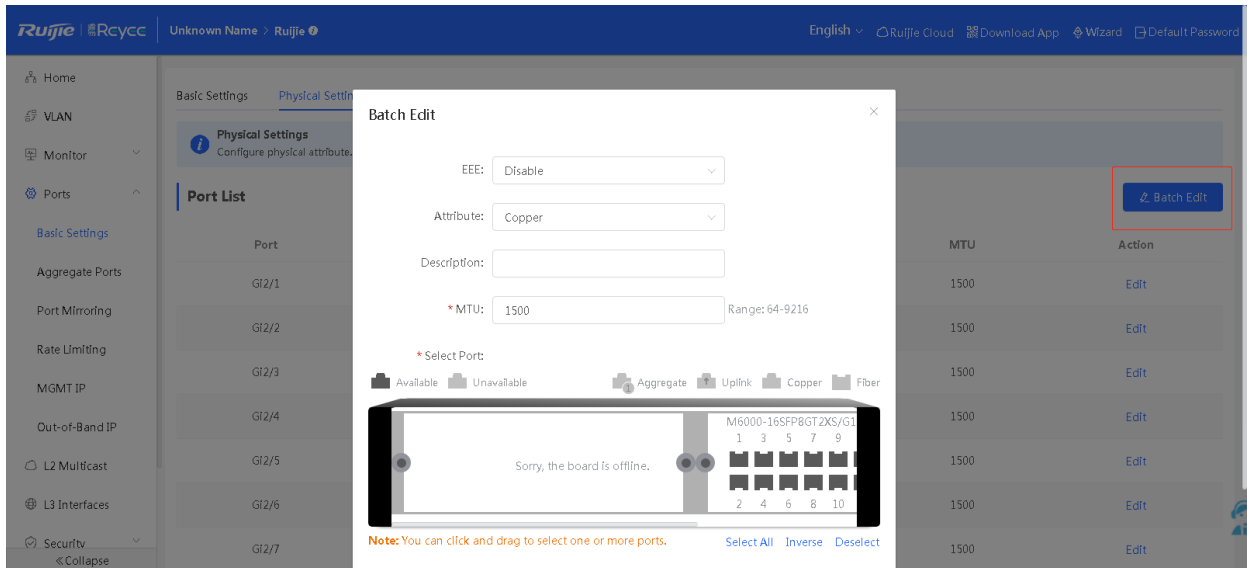 Ruijie | Rcycc Unknown Name > Ruijie English Ruijie Cloud Download App Wizard Default Password
Home
VLAN
Monitor
Ports
Basic Settings
Aggregate Ports
Port Mirroring
Rate Limiting
MGMT IP
Out-of-Band IP
L2 Multicast
L3 Interfaces
Security
«Collapse
Basic Settings Physical Settin
Physical Settings
Configure physical attribute.
Port List
Batch Edit
Port MTU Action
Gi2/1 1500 Edit
Gi2/2 1500 Edit
Gi2/3 1500 Edit
Gi2/4 1500 Edit
Gi2/5 1500 Edit
Gi2/6 1500 Edit
Gi2/7 1500 Edit
Batch Edit ×
EEE: Disable
Attribute: Copper
Description:
* MTU: 1500 Range: 64-9216
* Select Port:
Available Unavailable 1 Aggregate Uplink Copper Fiber
Sorry, the board is offline.
M6000-16SFP8GT2XS/G1
1 3 5 7 9
2 4 6 8 10
Note: You can click and drag to select one or more ports.
Select All Inverse Deselect